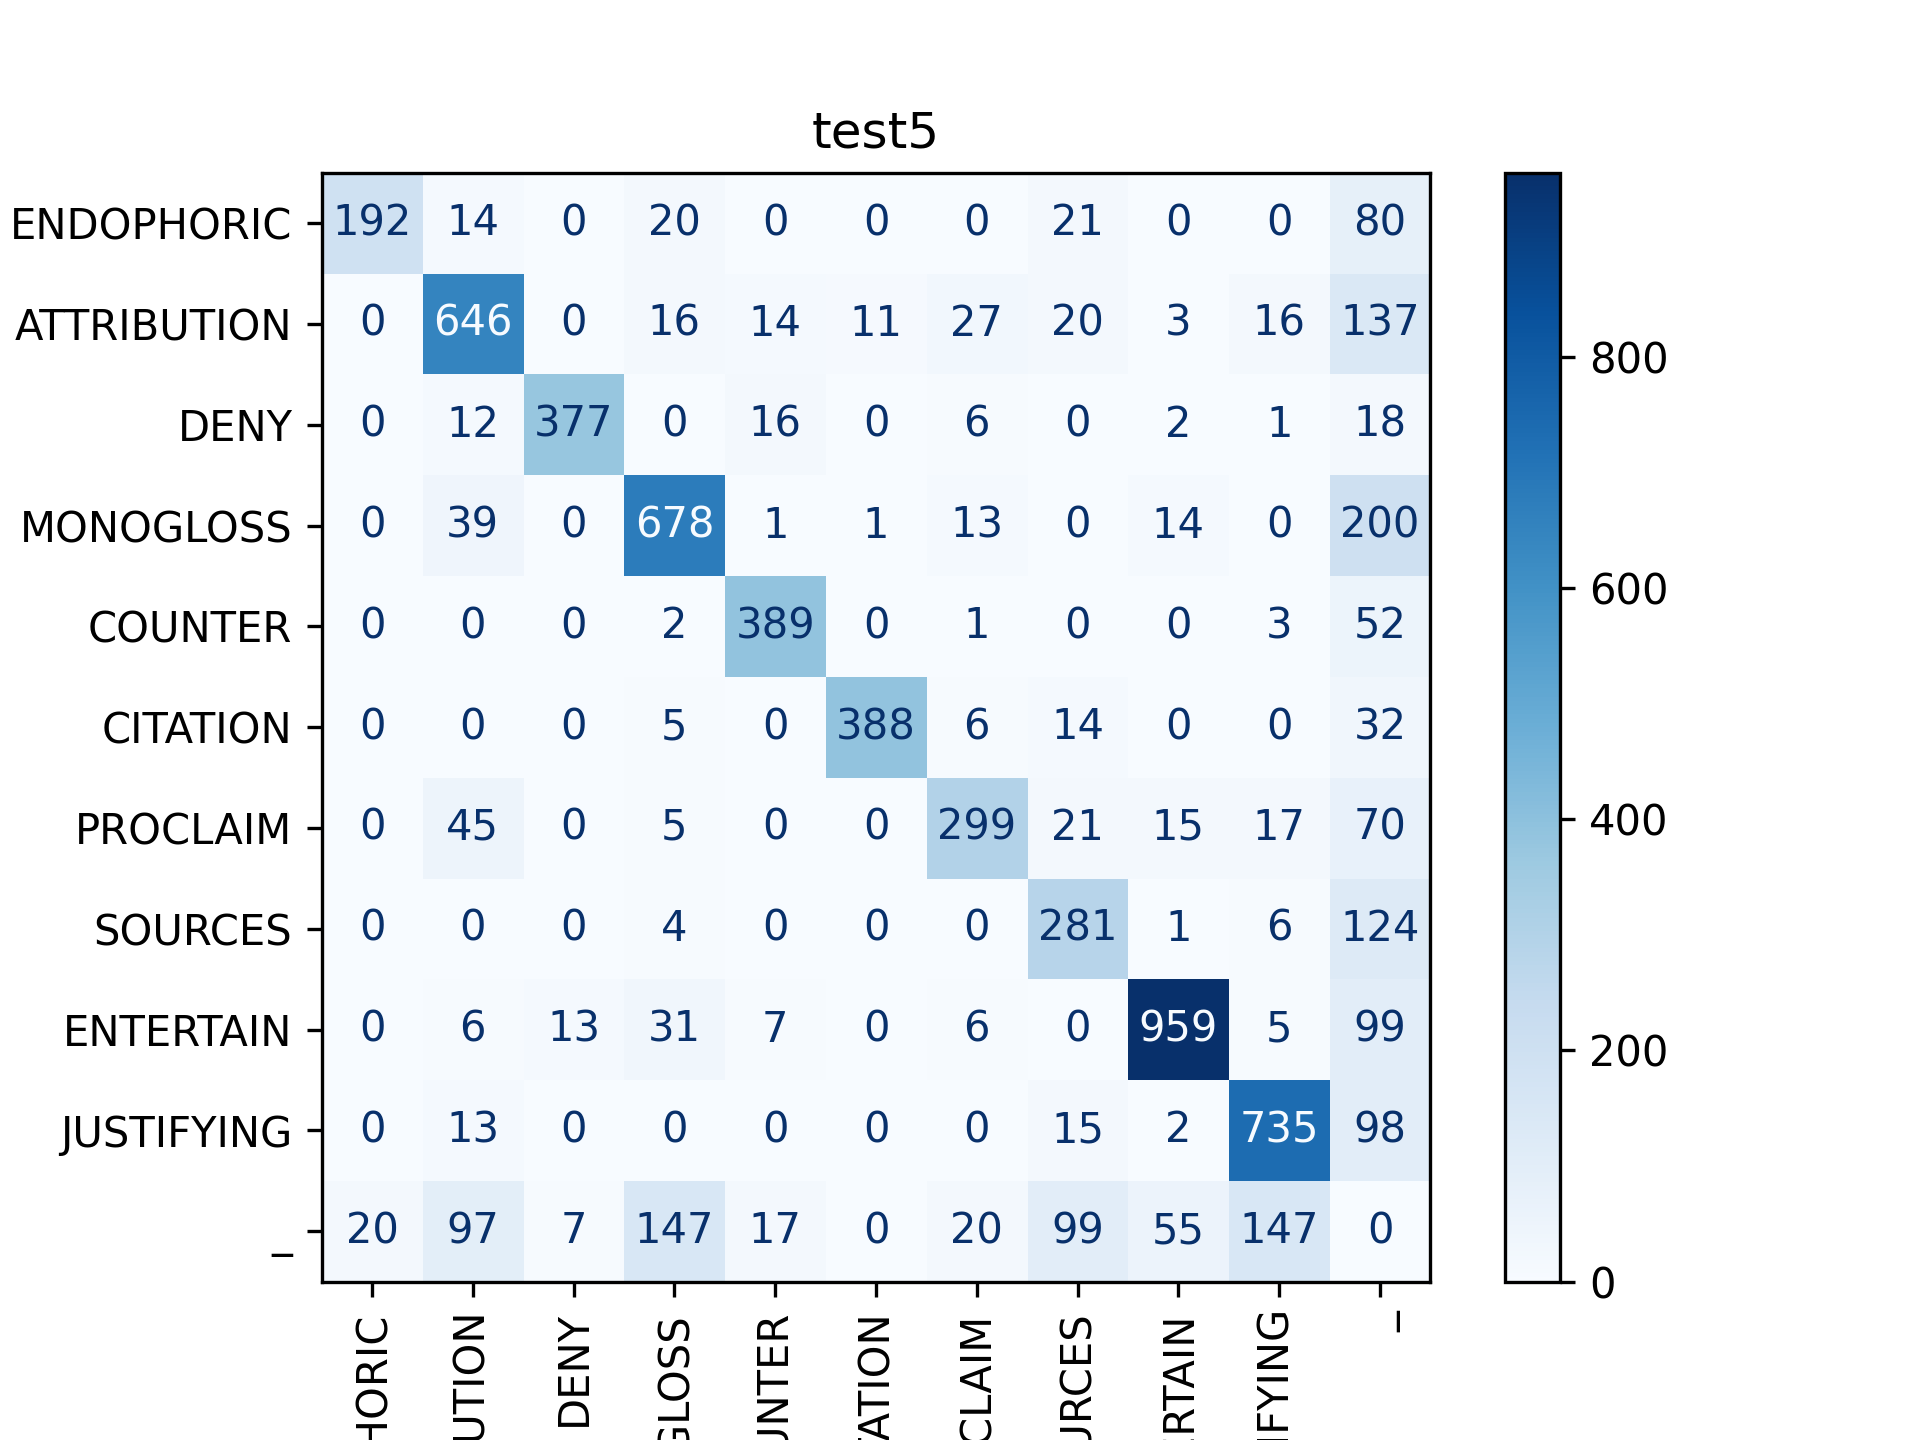 test5
ENDOPHORIC 192 14 0 20 0 0 0 21 0 0 80
ATTRIBUTION 0 646 0 16 14 11 27 20 3 16 137
DENY 0 12 377 0 16 0 6 0 2 1 18
MONOGLOSS 0 39 0 678 1 1 13 0 14 0 200
COUNTER 0 0 0 2 389 0 1 0 0 3 52
CITATION 0 0 0 5 0 388 6 14 0 0 32
PROCLAIM 0 45 0 5 0 0 299 21 15 17 70
SOURCES 0 0 0 4 0 0 0 281 1 6 124
ENTERTAIN 0 6 13 31 7 0 6 0 959 5 99
JUSTIFYING 0 13 0 0 0 0 0 15 2 735 98
_ 20 97 7 147 17 0 20 99 55 147 0
HORIC
UTION
DENY
GLOSS
UNTER
TATION
CLAIM
URCES
RTAIN
IFYING
_
800
600
400
200
0